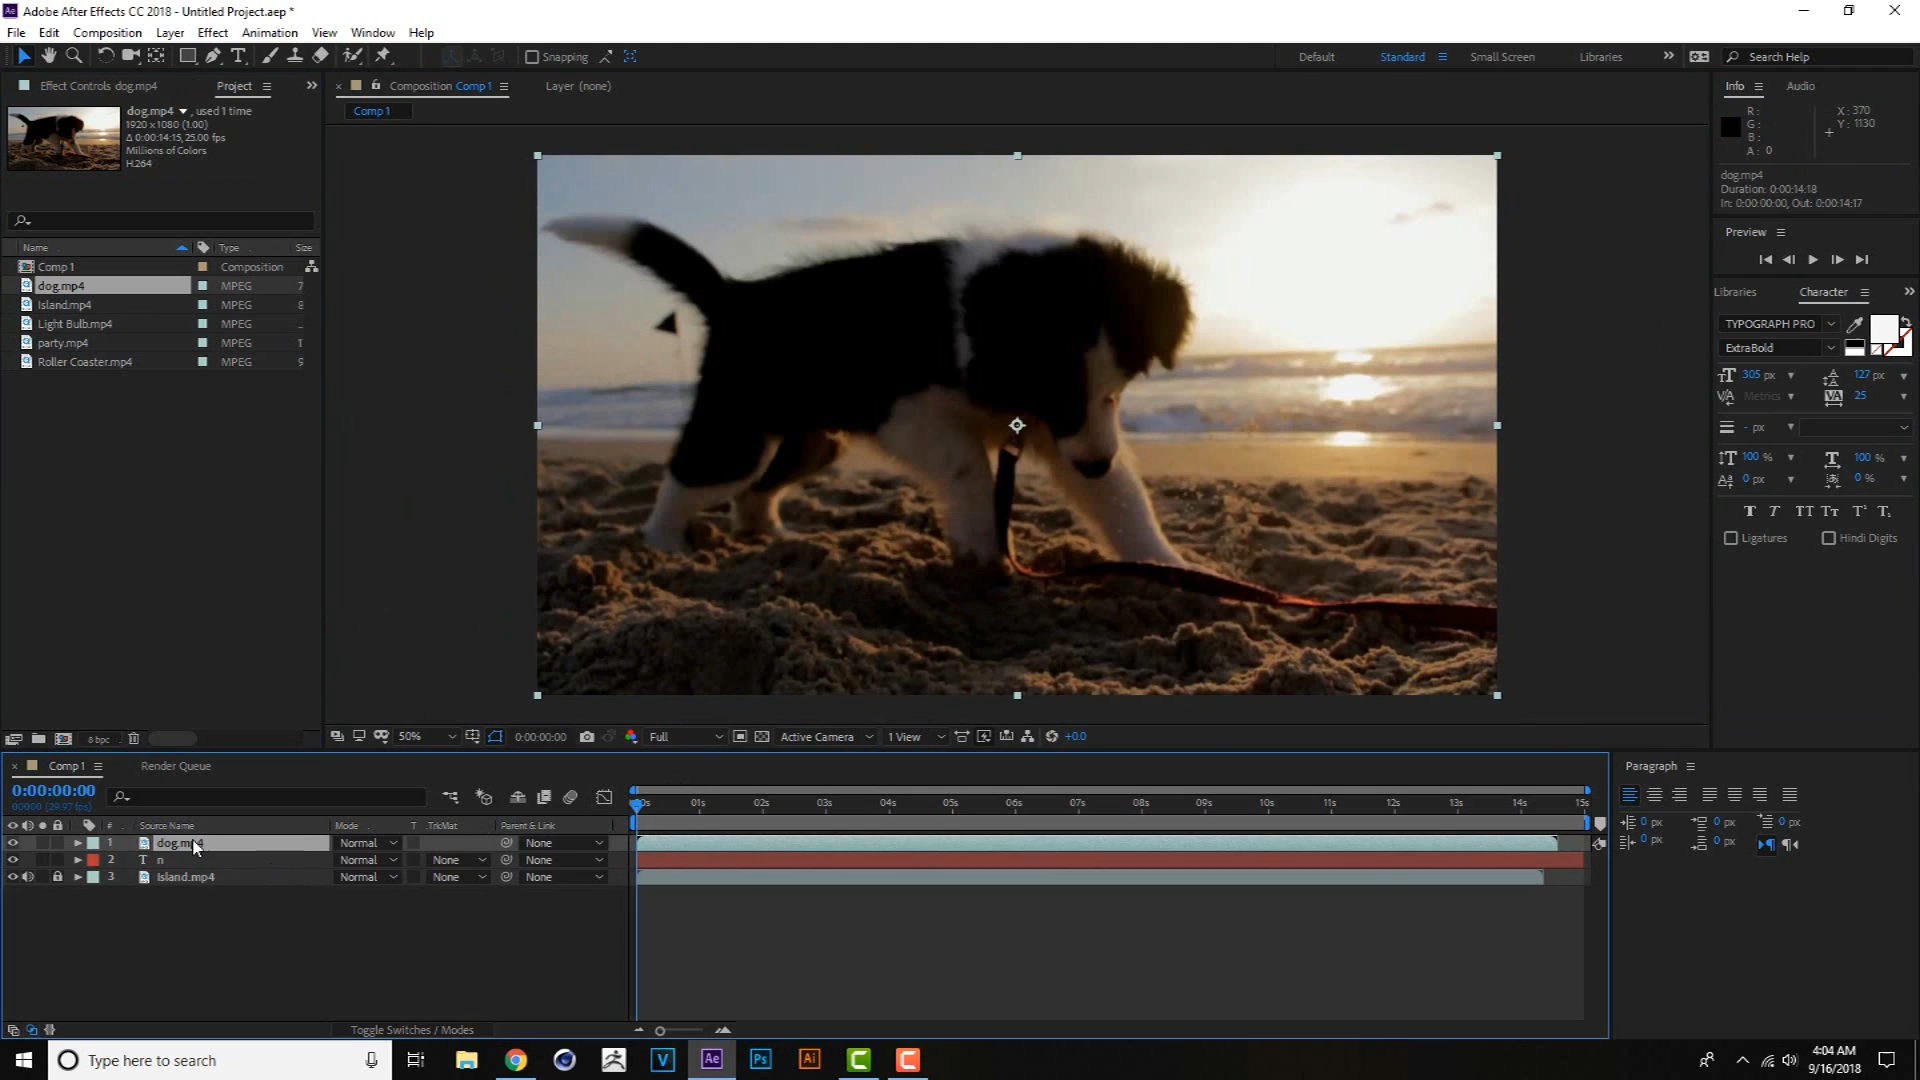 Ae Adobe After Effects CC 2018 - Untitled Project.aep *
File Edit Composition Layer Effect Animation View Window Help
Snapping Default Standard Small Screen Libraries Search Help
Effect Controls dog.mp4 Project
Composition Comp 1 Layer (none)
Comp 1
dog.mp4 , used 1 time
1920 x 1080 (1.00)
Δ 0:00:14:15, 25.00 fps
Millions of Colors
H.264
Name Type Size
Comp 1 Composition
dog.mp4 MPEG 7
Island.mp4 MPEG 8
Light Bulb.mp4 MPEG
party.mp4 MPEG
Roller Coaster.mp4 MPEG 9
8 bpc
50% 0:00:00:00 Full Active Camera 1 View +0.0
Info Audio
R: X: 370
G: Y: 1130
B:
A: 0
dog.mp4
Duration: 0:00:14:18
In: 0:00:00:00, Out: 0:00:14:17
Preview
Libraries Character
TYPOGRAPH PRO
ExtraBold
305 px 127 px
Metrics 25
- px
100 % 100 %
0 px 0 %
T T TT Tт T¹ T₁
Ligatures Hindi Digits
Comp 1 Render Queue
0:00:00:00
00000 (29.97 fps)
01s 02s 03s 04s 05s 06s 07s 08s 09s 10s 11s 12s 13s 14s 15s
# Source Name Mode T .TrkMat Parent & Link
1 dog.mp4 Normal None
2 T n Normal None None
3 Island.mp4 Normal None None
Toggle Switches / Modes
Paragraph
0 px 0 px 0 px
0 px 0 px
Type here to search
V Ae Ps Ai
4:04 AM
9/16/2018